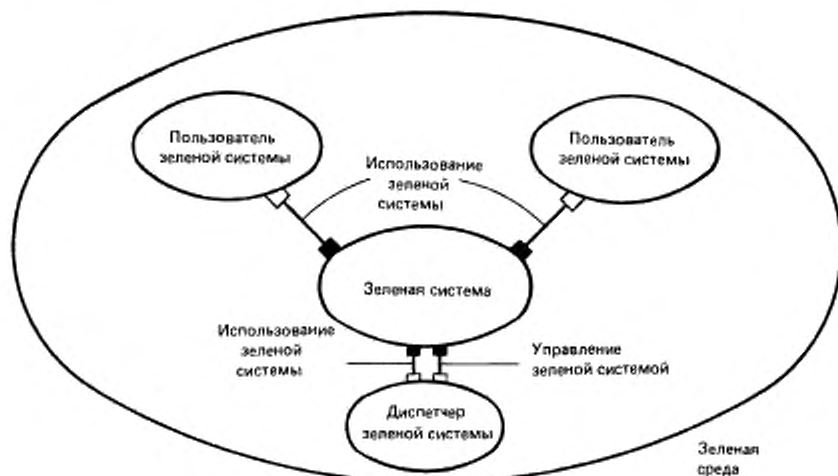 Пользователь
зеленой системы
Пользователь
зеленой системы
Использование
зеленой
системы
Зеленая система
Использование
зеленой
системы
Управление
зеленой системой
Диспетчер
зеленой системы
Зеленая
среда